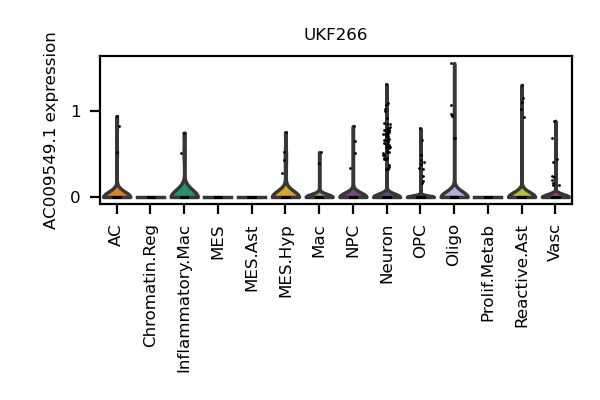 UKF266
AC009549.1 expression
1
0
AC
Chromatin.Reg
Inflammatory.Mac
MES
MES.Ast
MES.Hyp
Mac
NPC
Neuron
OPC
Oligo
Prolif.Metab
Reactive.Ast
Vasc